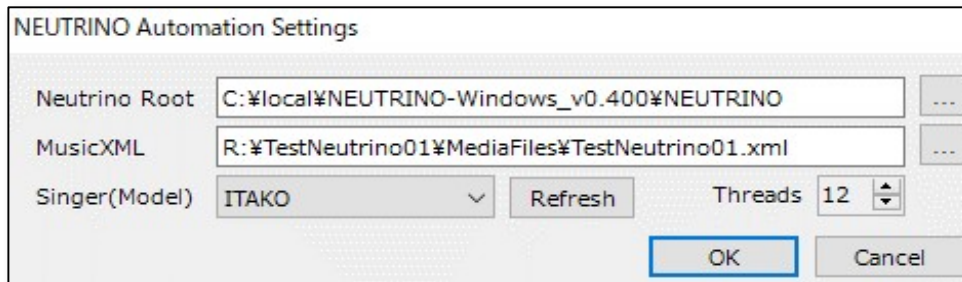 NEUTRINO Automation Settings
Neutrino Root C:¥local¥NEUTRINO-Windows_v0.400¥NEUTRINO ...
MusicXML R:¥TestNeutrino01¥MediaFiles¥TestNeutrino01.xml ...
Singer(Model) ITAKO Refresh Threads 12
OK Cancel